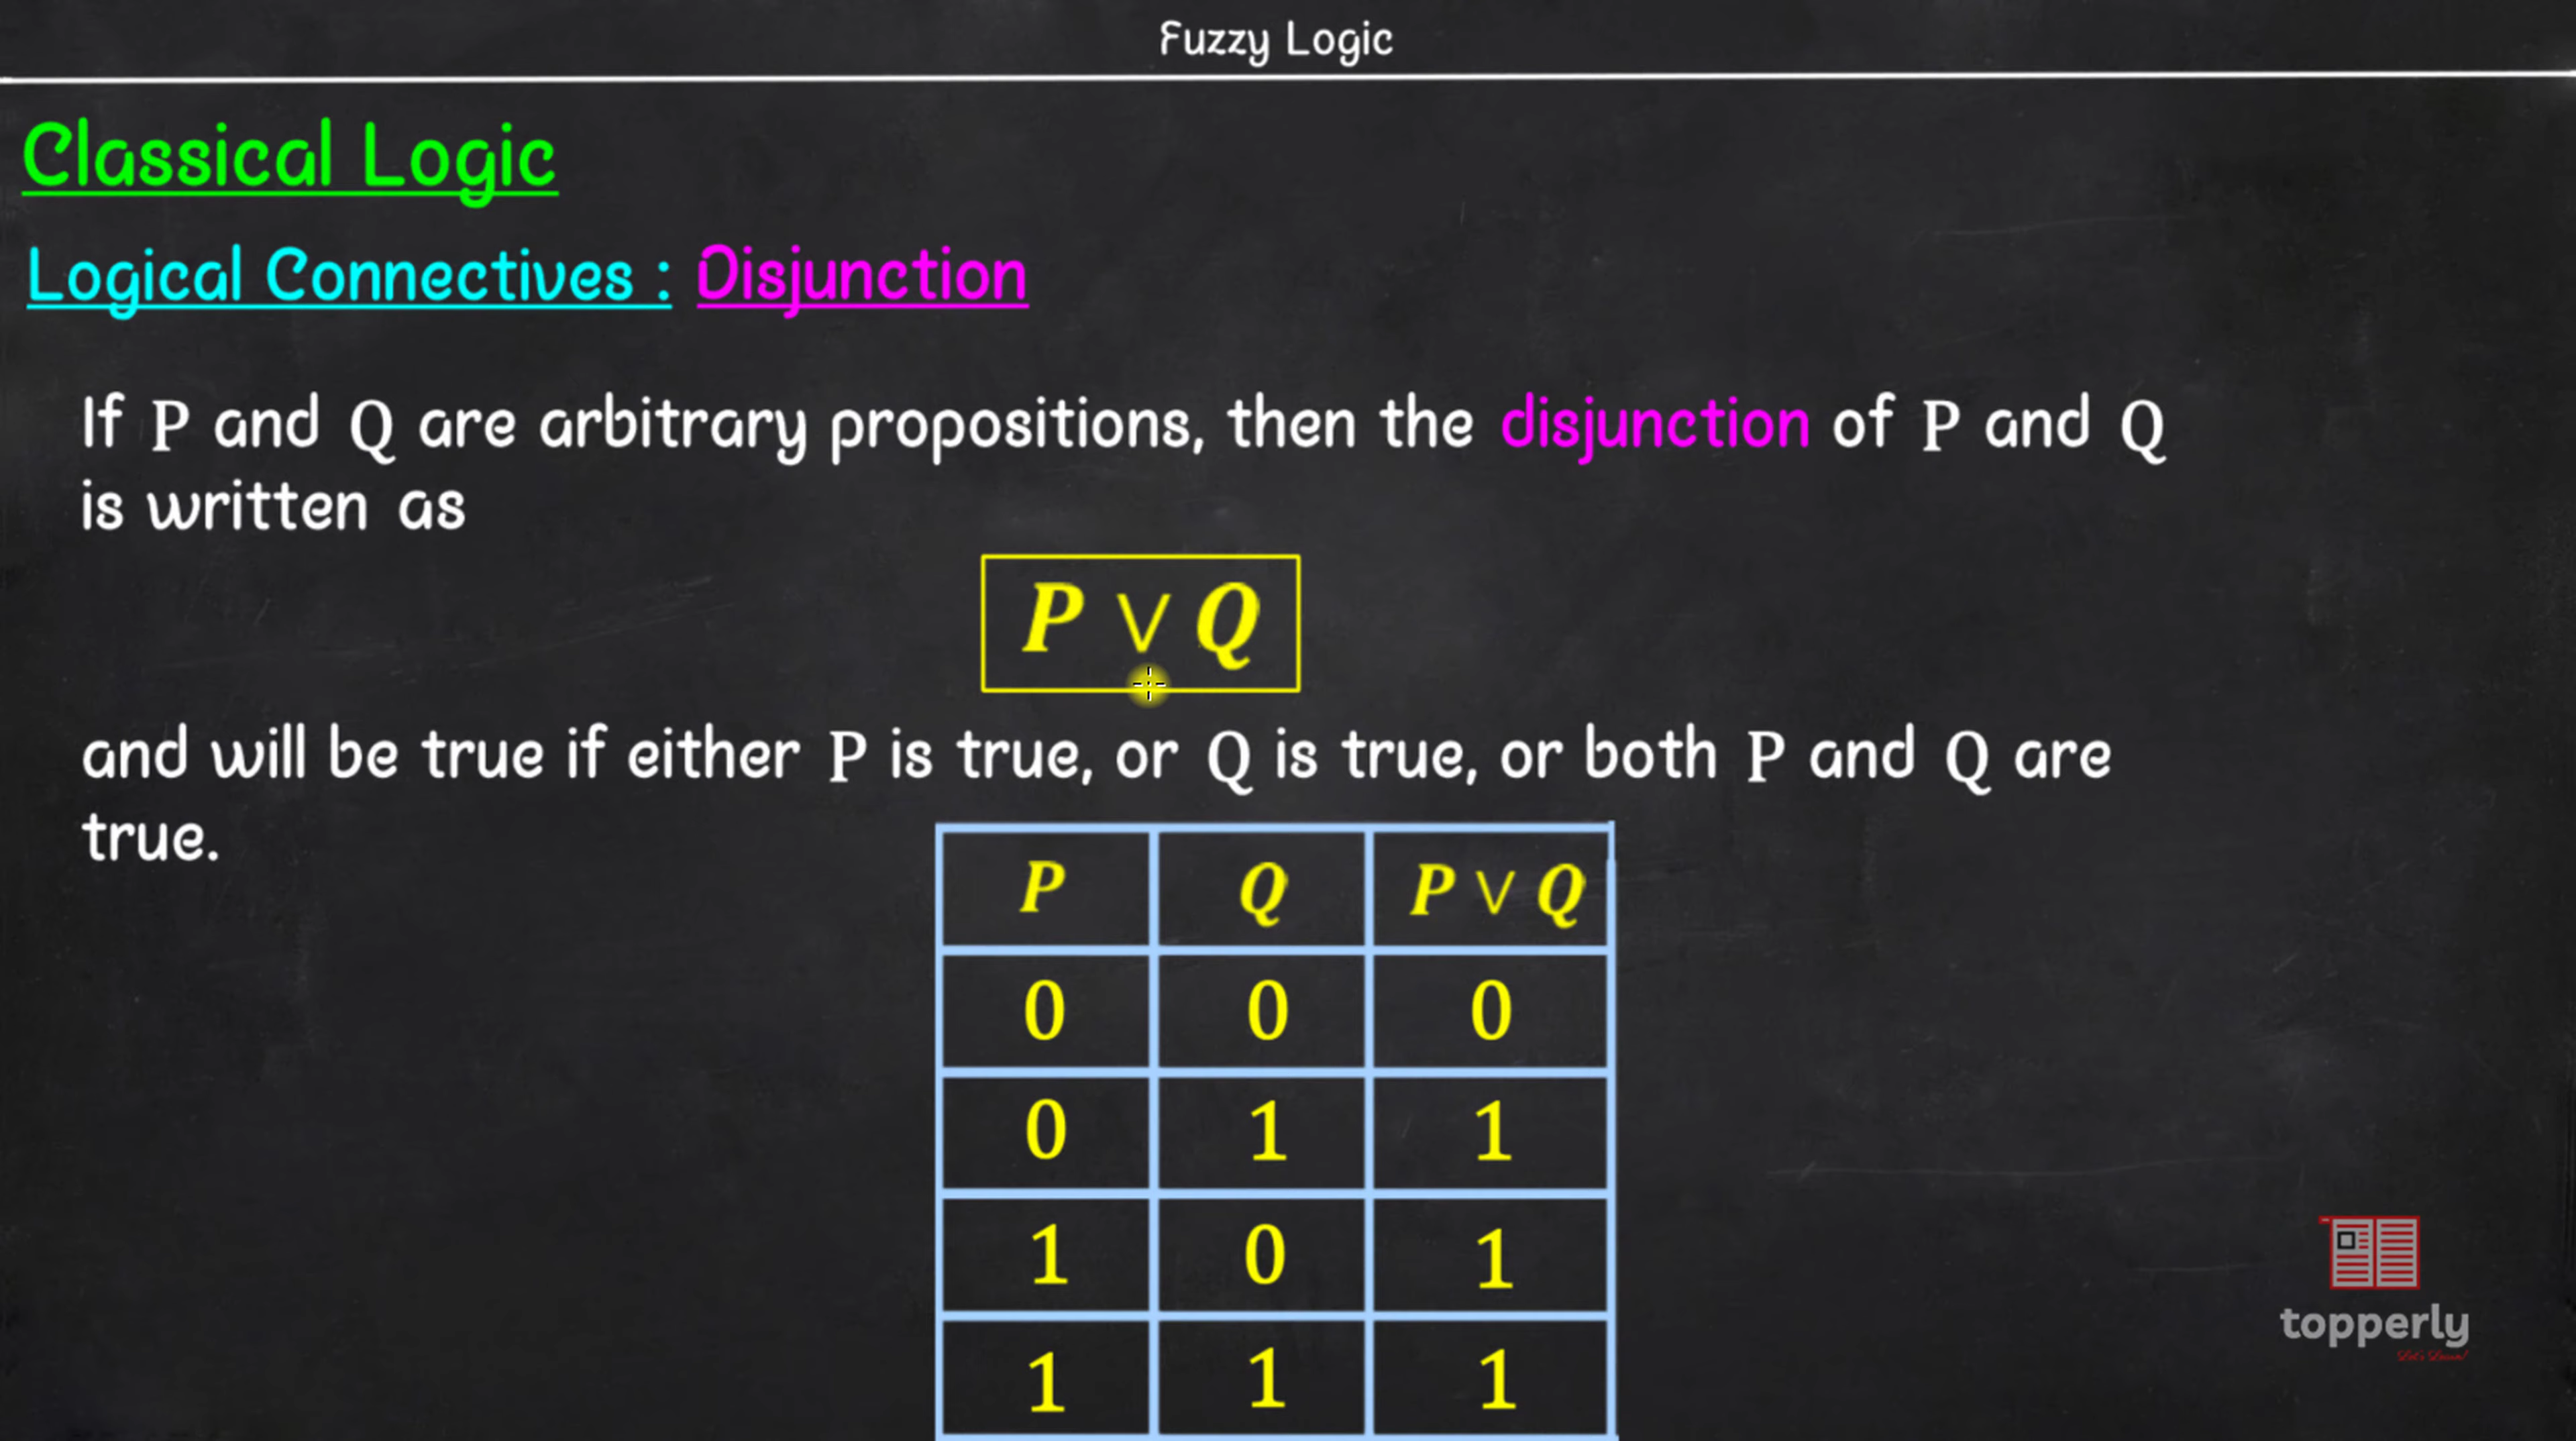 Fuzzy Logic
Classical Logic
Logical Connectives : Disjunction
If P and Q are arbitrary propositions, then the disjunction of P and Q
is written as
P ∨ Q
and will be true if either P is true, or Q is true, or both P and Q are
true.
P Q P ∨ Q
0 0 0
0 1 1
1 0 1
1 1 1
topperly
Let's Learn!